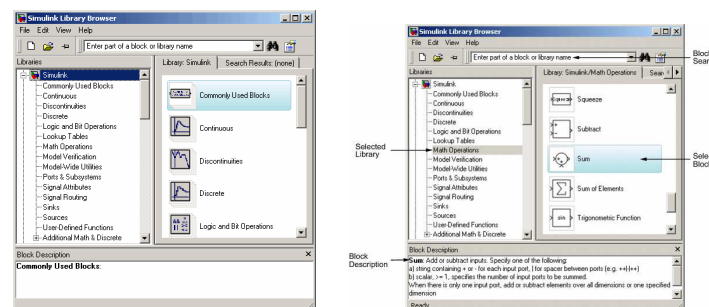 Simulink Library Browser
File Edit View Help
Enter part of a block or library name
Libraries
Library: Simulink
Search Results: (none)
Simulink
Commonly Used Blocks
Continuous
Discontinuities
Discrete
Logic and Bit Operations
Lookup Tables
Math Operations
Model Verification
Model-Wide Utilities
Ports & Subsystems
Signal Attributes
Signal Routing
Sinks
Sources
User-Defined Functions
Additional Math & Discrete
Commonly Used Blocks
Continuous
Discontinuities
Discrete
Logic and Bit Operations
Block Description
Commonly Used Blocks:
Simulink Library Browser
File Edit View Help
Enter part of a block or library name
Block
Sear
Libraries
Library: Simulink/Math Operations
Sear
Simulink
Commonly Used Blocks
Continuous
Discontinuities
Discrete
Logic and Bit Operations
Lookup Tables
Math Operations
Model Verification
Model-Wide Utilities
Ports & Subsystems
Signal Attributes
Signal Routing
Sinks
Sources
User-Defined Functions
Additional Math & Discrete
Selected
Library
Squeeze
Subtract
Sum
Sum of Elements
sin
Trigonometric Function
Selec
Block
Block Description
Block
Description
Sum: Add or subtract inputs. Specify one of the following:
a) string containing + or - for each input port, | for spacer between ports (e.g. ++|-|++)
b) scalar, >= 1, specifies the number of input ports to be summed.
When there is only one input port, add or subtract elements over all dimensions or one specified
dimension
Ready